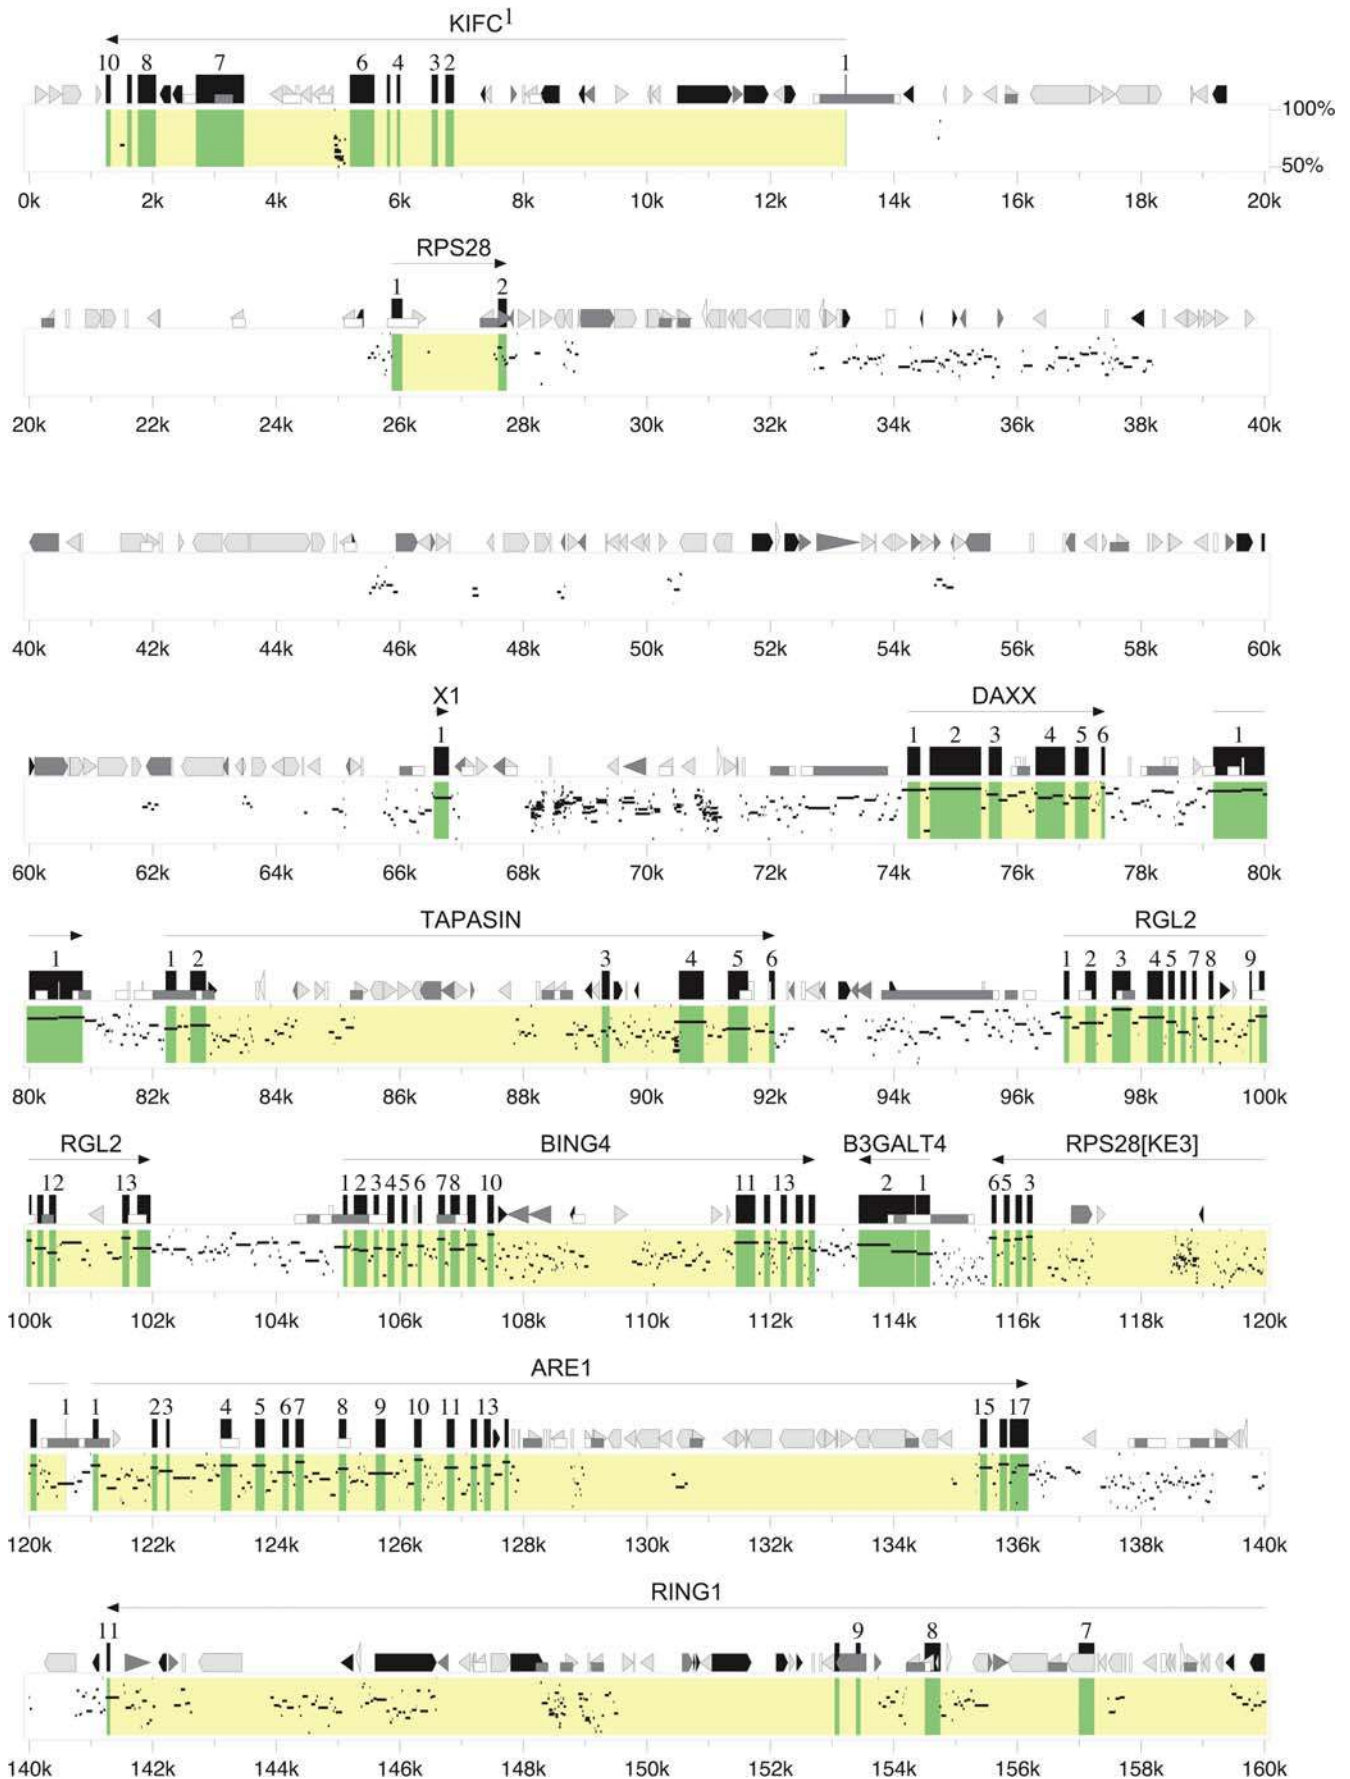 KIFC1
10 8 7 6 4 3 2 1
100%
50%
0k 2k 4k 6k 8k 10k 12k 14k 16k 18k 20k
RPS28
1 2
20k 22k 24k 26k 28k 30k 32k 34k 36k 38k 40k
40k 42k 44k 46k 48k 50k 52k 54k 56k 58k 60k
X1 DAXX
1 1 2 3 4 5 6 1
60k 62k 64k 66k 68k 70k 72k 74k 76k 78k 80k
TAPASIN RGL2
1 1 2 3 4 5 6 1 2 3 4 5 7 8 9
80k 82k 84k 86k 88k 90k 92k 94k 96k 98k 100k
RGL2 BING4 B3GALT4 RPS28[KE3]
12 13 1 2 3 4 5 6 7 8 10 11 13 2 1 6 5 3
100k 102k 104k 106k 108k 110k 112k 114k 116k 118k 120k
ARE1
1 1 2 3 4 5 6 7 8 9 10 11 13 15 17
120k 122k 124k 126k 128k 130k 132k 134k 136k 138k 140k
RING1
11 9 8 7
140k 142k 144k 146k 148k 150k 152k 154k 156k 158k 160k